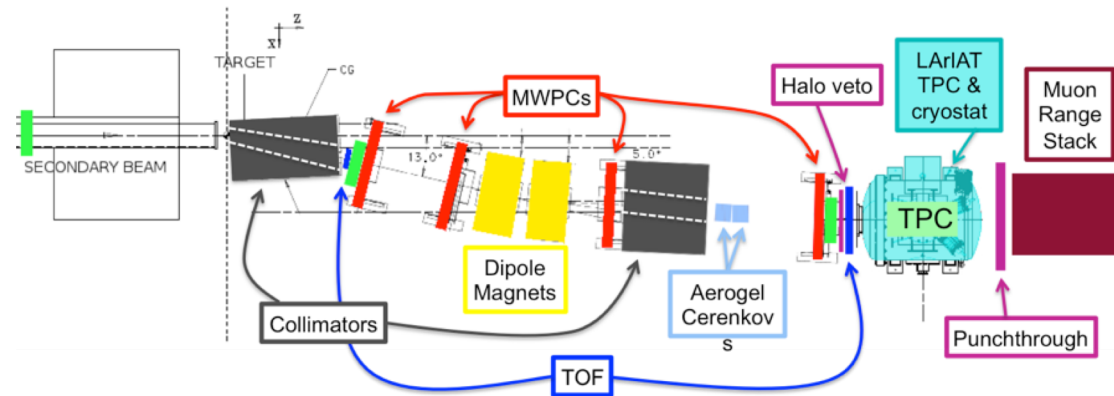 z
x
TARGET
CG
SECONDARY BEAM
13.0°
5.0°
MWPCs
Halo veto
LArIAT
TPC &
cryostat
Muon
Range
Stack
TPC
Dipole
Magnets
Collimators
Aerogel
Cerenkov
s
Punchthrough
TOF